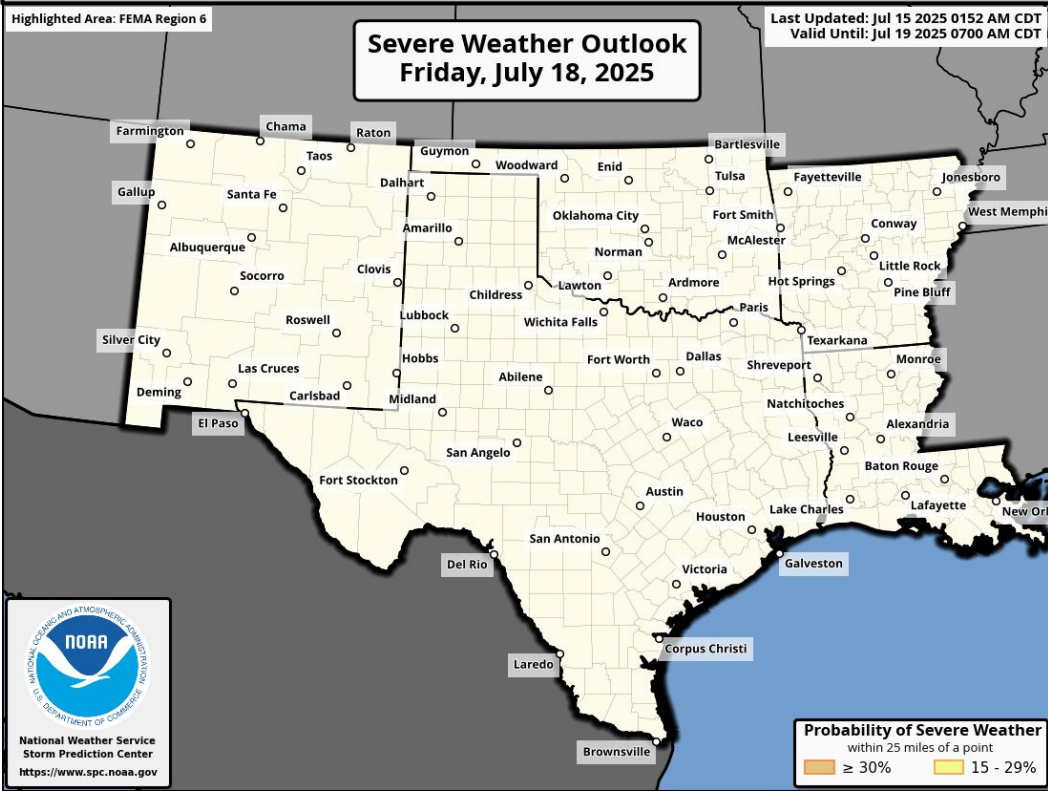 Highlighted Area: FEMA Region 6
Last Updated: Jul 15 2025 0152 AM CDT
Valid Until: Jul 19 2025 0700 AM CDT
Severe Weather Outlook
Friday, July 18, 2025
Farmington
Chama
Raton
Taos
Guymon
Woodward
Enid
Bartlesville
Tulsa
Fayetteville
Jonesboro
Gallup
Santa Fe
Dalhart
Oklahoma City
Fort Smith
West Memphi
Albuquerque
Amarillo
Norman
McAlester
Conway
Socorro
Clovis
Childress
Lawton
Ardmore
Hot Springs
Little Rock
Pine Bluff
Roswell
Lubbock
Wichita Falls
Paris
Texarkana
Silver City
Las Cruces
Hobbs
Fort Worth
Dallas
Shreveport
Monroe
Deming
Carlsbad
Midland
Abilene
Natchitoches
El Paso
San Angelo
Waco
Leesville
Alexandria
Fort Stockton
Baton Rouge
Austin
Houston
Lake Charles
Lafayette
New Orl
San Antonio
Del Rio
Victoria
Galveston
Laredo
Corpus Christi
Brownsville
NATIONAL OCEANIC AND ATMOSPHERIC ADMINISTRATION
NOAA
U.S. DEPARTMENT OF COMMERCE
National Weather Service
Storm Prediction Center
https://www.spc.noaa.gov
Probability of Severe Weather
within 25 miles of a point
≥ 30%
15 - 29%